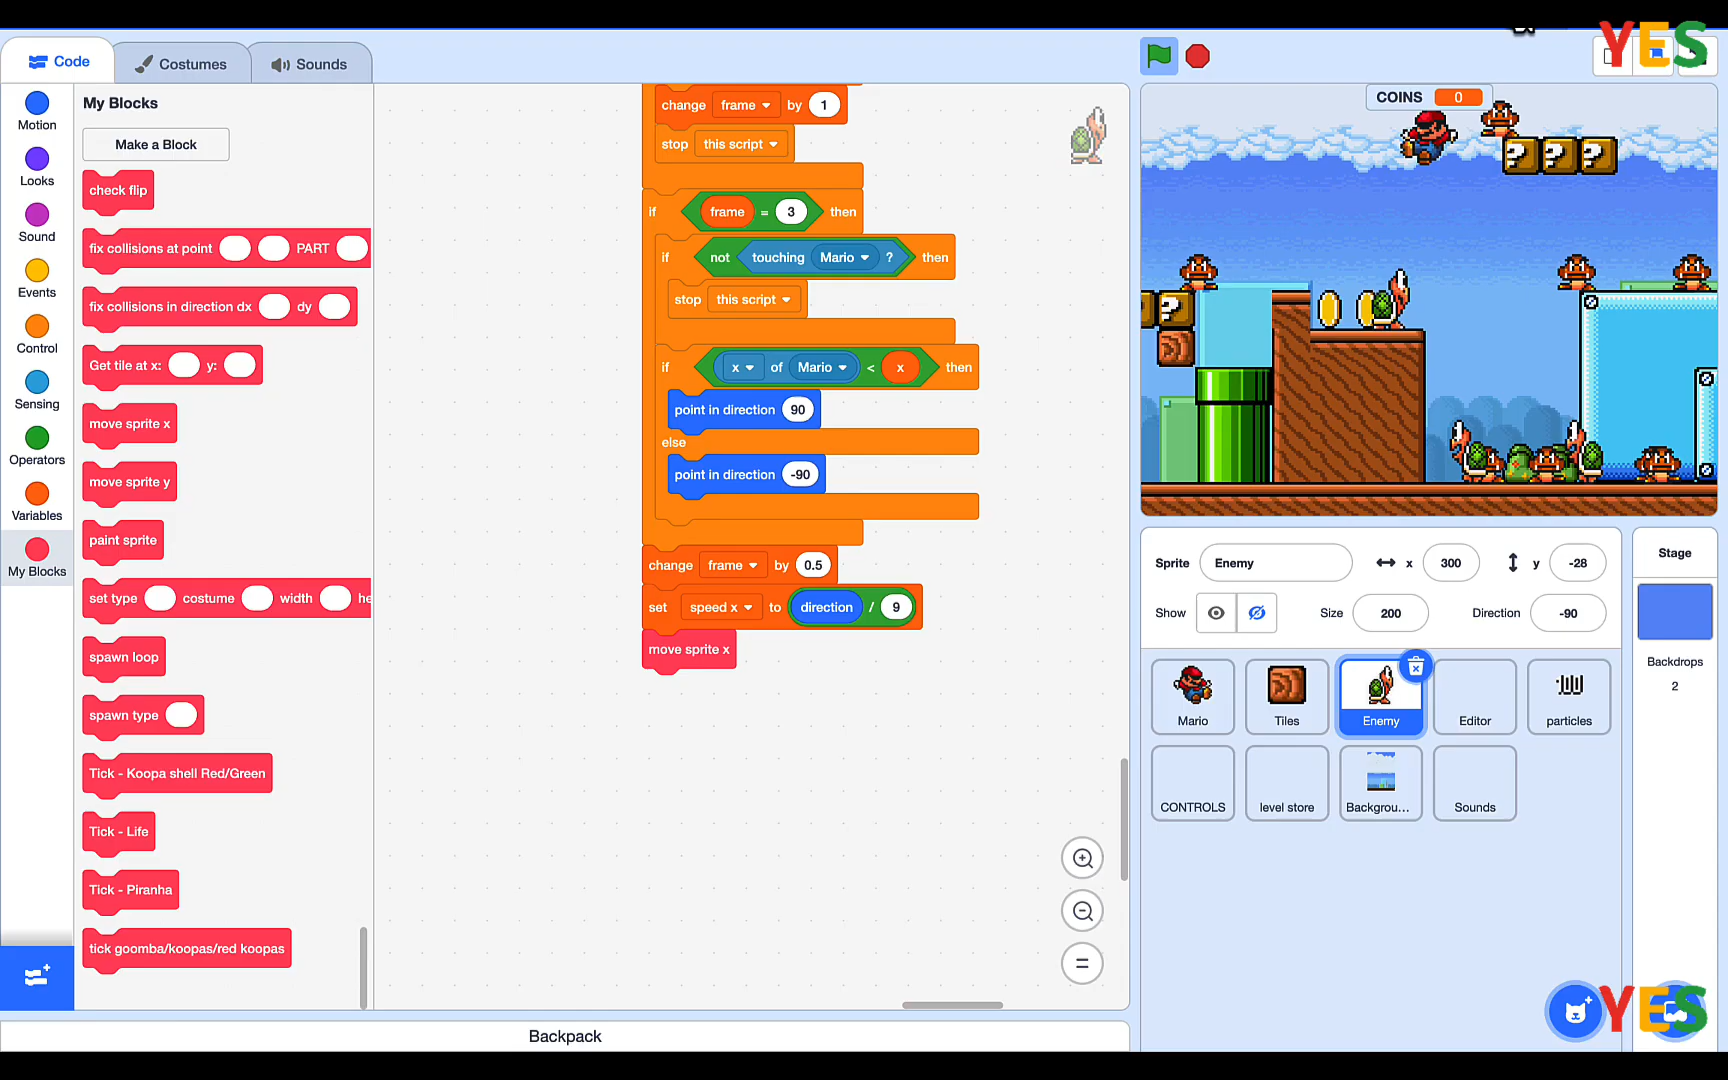 YES
Code
Costumes
Sounds
Motion
Looks
Sound
Events
Control
Sensing
Operators
Variables
My Blocks
My Blocks
Make a Block
check flip
fix collisions at point PART
fix collisions in direction dx dy
Get tile at x: y:
move sprite x
move sprite y
paint sprite
set type costume width he
spawn loop
spawn type
Tick - Koopa shell Red/Green
Tick - Life
Tick - Piranha
tick goomba/koopas/red koopas
change frame by 1
stop this script
if frame = 3 then
if not touching Mario ? then
stop this script
if x of Mario < x then
point in direction 90
else
point in direction -90
change frame by 0.5
set speed x to direction / 9
move sprite x
Backpack
COINS 0
? ? ?
?
Sprite Enemy x 300 y -28
Show Size 200 Direction -90
Mario
Tiles
Enemy
Editor
particles
CONTROLS
level store
Backgrou...
Sounds
Stage
Backdrops
2
YES